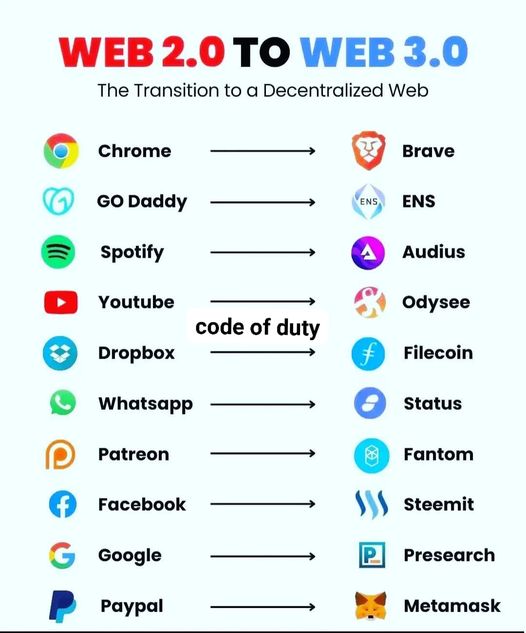 WEB 2.0 TO WEB 3.0
The Transition to a Decentralized Web
Chrome Brave
GO Daddy ENS ENS
Spotify Audius
Youtube Odysee
code of duty
Dropbox Filecoin
Whatsapp Status
Patreon Fantom
Facebook Steemit
Google Presearch
Paypal Metamask